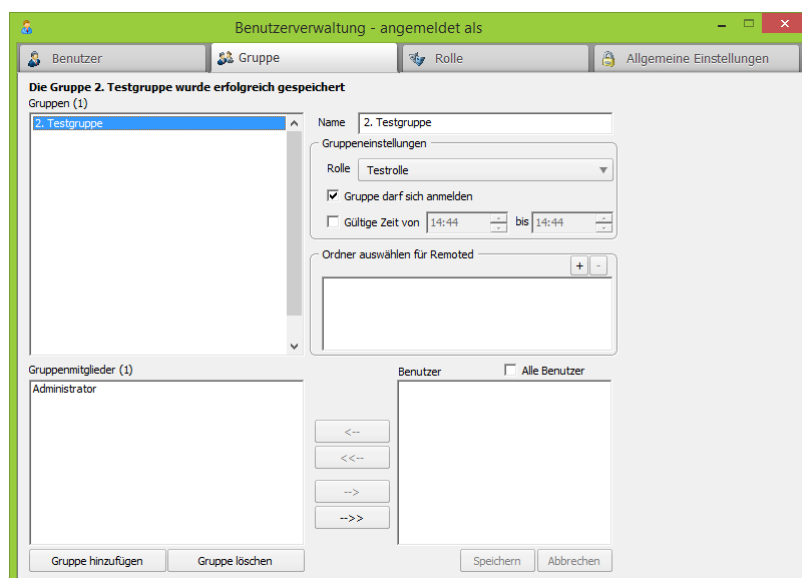 Benutzerverwaltung - angemeldet als
Benutzer
Gruppe
Rolle
Allgemeine Einstellungen
Die Gruppe 2. Testgruppe wurde erfolgreich gespeichert
Gruppen (1)
2. Testgruppe
Name 2. Testgruppe
Gruppeneinstellungen
Rolle Testrolle
Gruppe darf sich anmelden
Gültige Zeit von 14:44 bis 14:44
Ordner auswählen für Remoted
+ -
Gruppenmitglieder (1)
Administrator
Benutzer Alle Benutzer
<--
<<--
-->
-->>
Gruppe hinzufügen Gruppe löschen Speichern Abbrechen